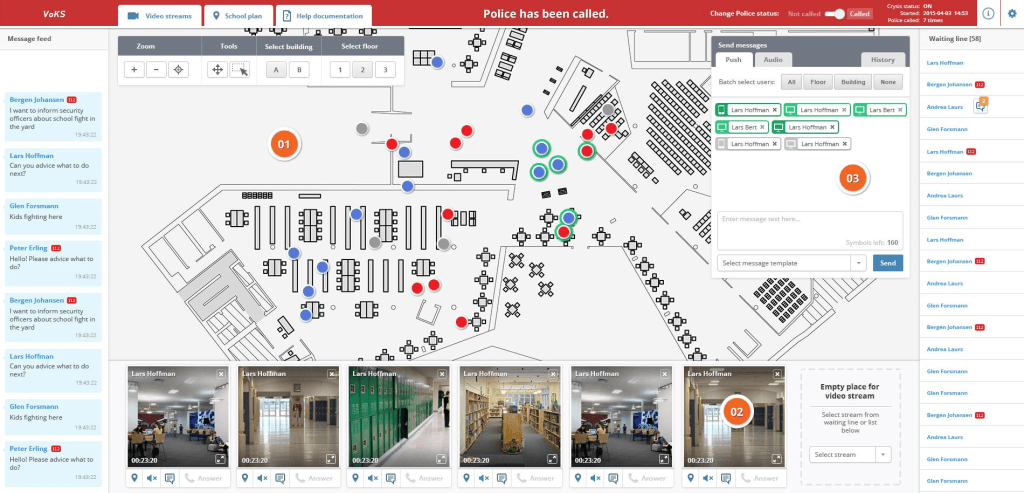 VoKS
Video streams
School plan
Help documentation
Police has been called.
Change Police status:
Not called
Called
Crysis status: ON
Started: 2015-04-03 14:53
Police called: 7 times
Message feed
Bergen Johansen 112
I want to inform security
officers about school fight in
the yard
19:43:22
Lars Hoffman
Can you advice what to do
next?
19:43:22
Glen Forsmann
Kids fighting here
19:43:22
Peter Erling 112
Hello! Please advice what to
do?
19:43:22
Bergen Johansen 112
I want to inform security
officers about school fight in
the yard
19:43:22
Lars Hoffman
Can you advice what to do
next?
19:43:22
Glen Forsmann
Kids fighting here
19:43:22
Peter Erling 112
Hello! Please advice what to
do?
19:43:22
Zoom
Tools
Select building
Select floor
A
B
1
2
3
01
Send messages
Push
Audio
History
Batch select users:
All
Floor
Building
None
Lars Hoffman
Lars Hoffman
Lars Bert
Lars Bert
Lars Hoffman
Lars Hoffman
Lars Hoffman
03
Enter message text here...
Symbols left: 160
Select message template
Send
Waiting line [58]
Lars Hoffman
Bergen Johansen 112
Andrea Laurs
Glen Forsmann
Lars Hoffman 112
Bergen Johansen
Andrea Laurs
Glen Forsmann
Lars Hoffman
Bergen Johansen 112
Andrea Laurs
Glen Forsmann
Bergen Johansen 112
Andrea Laurs
Glen Forsmann
Glen Forsmann
Bergen Johansen 112
Andrea Laurs
Glen Forsmann
Glen Forsmann
Lars Hoffman
00:23:20
Answer
Lars Hoffman
00:23:20
Answer
Lars Hoffman
00:23:20
Answer
Lars Hoffman
00:23:20
Answer
Lars Hoffman
00:23:20
Answer
Lars Hoffman
02
00:23:20
Answer
Empty place for
video stream
Select stream from
waiting line or list
below
Select stream